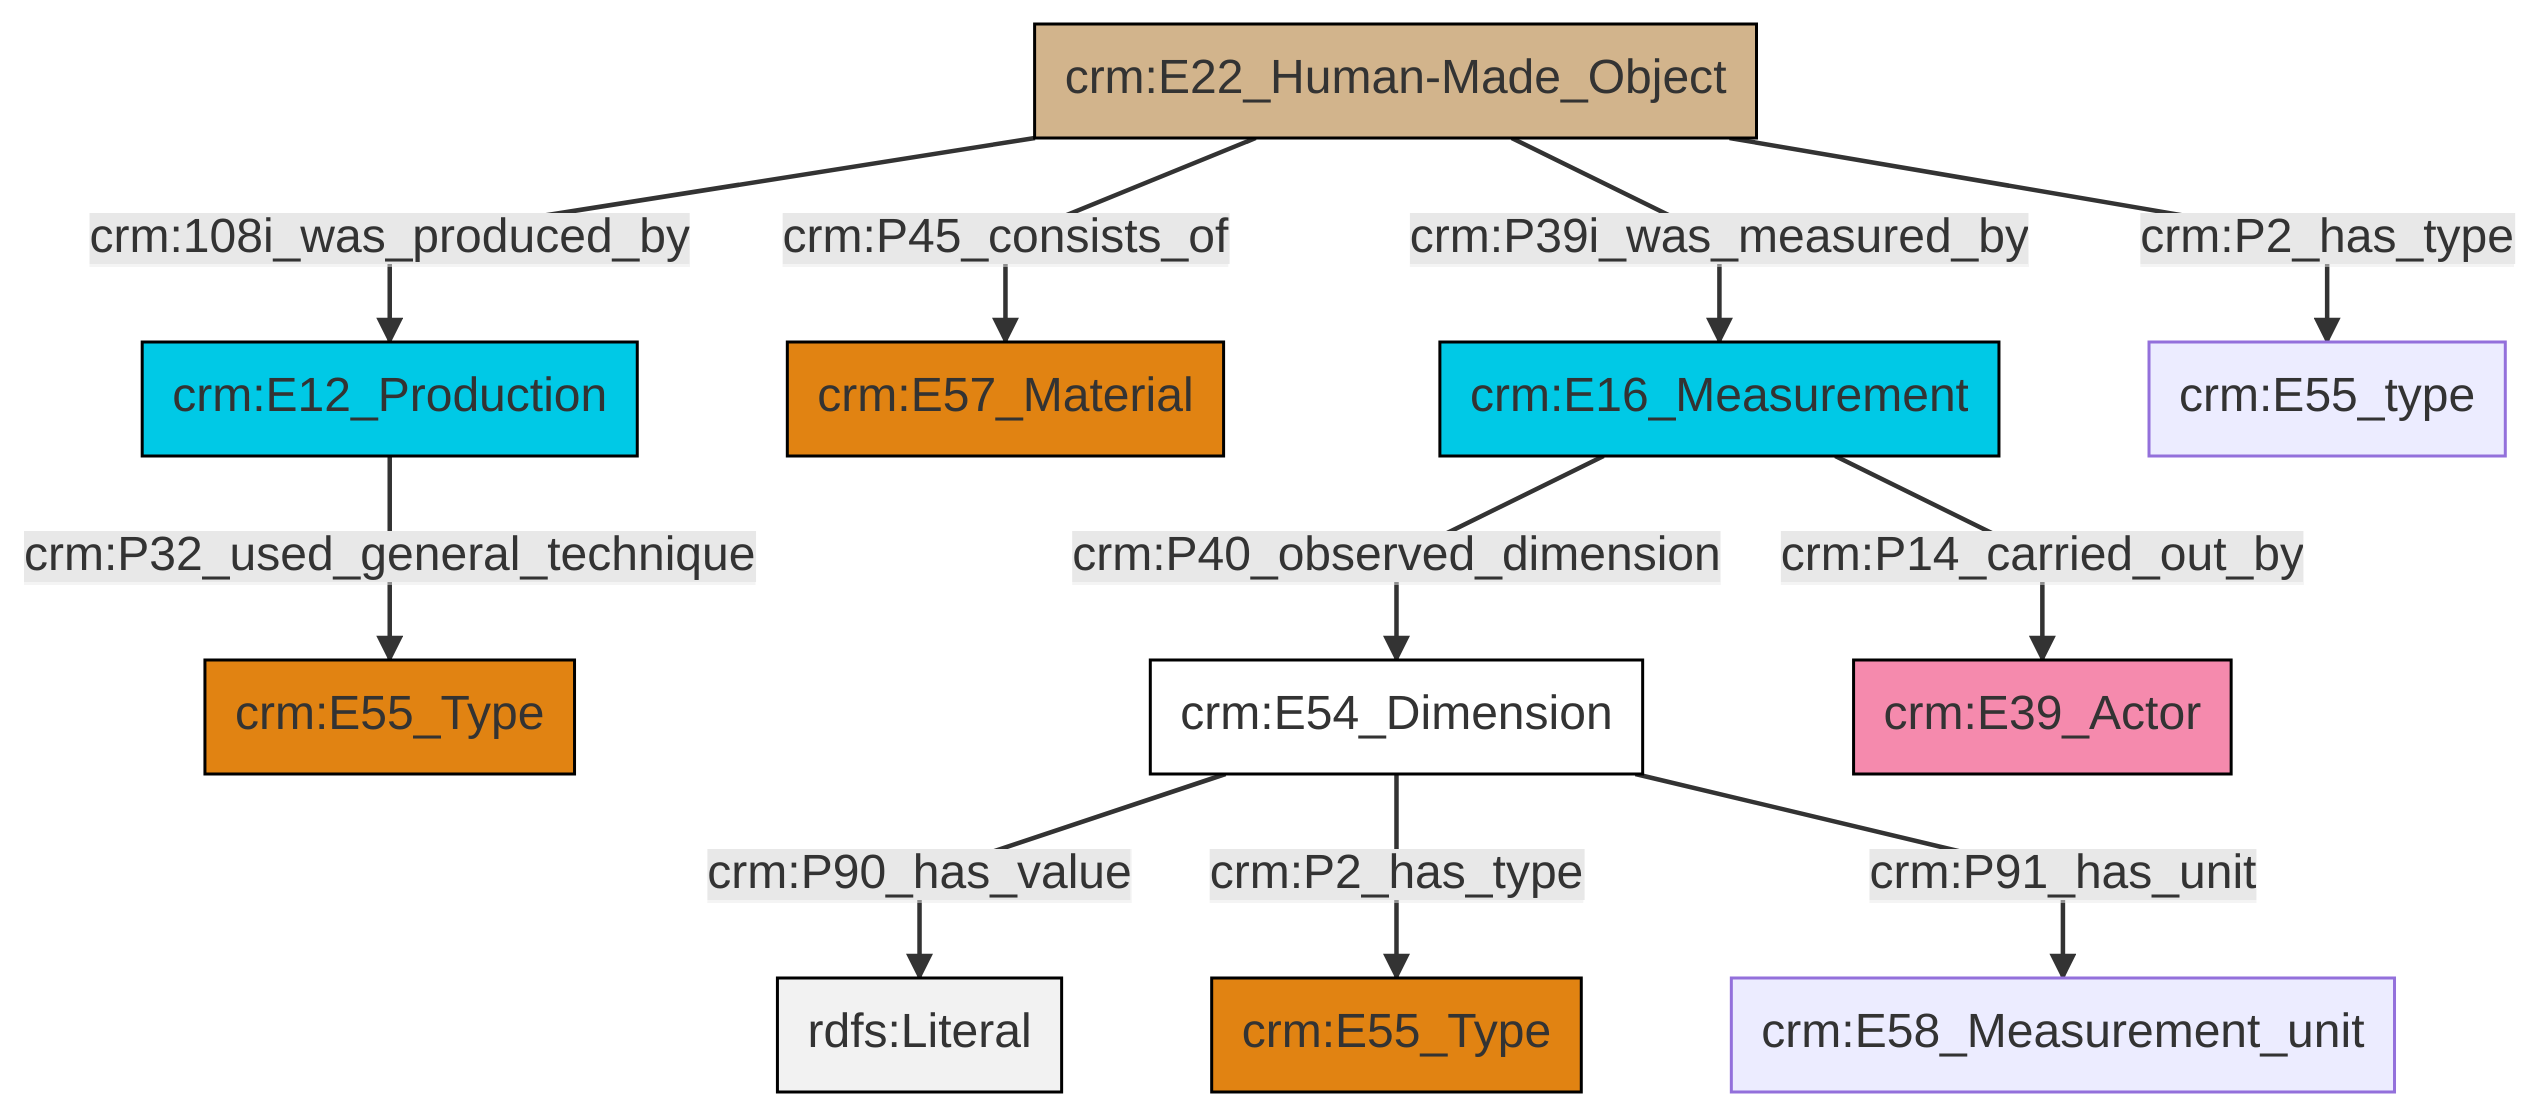 crm:E22_Human-Made_Object
crm:108i_was_produced_by
crm:P45_consists_of
crm:P39i_was_measured_by
crm:P2_has_type
crm:E12_Production
crm:E57_Material
crm:E16_Measurement
crm:E55_type
crm:P32_used_general_technique
crm:P40_observed_dimension
crm:P14_carried_out_by
crm:E55_Type
crm:E54_Dimension
crm:E39_Actor
crm:P90_has_value
crm:P2_has_type
crm:P91_has_unit
rdfs:Literal
crm:E55_Type
crm:E58_Measurement_unit